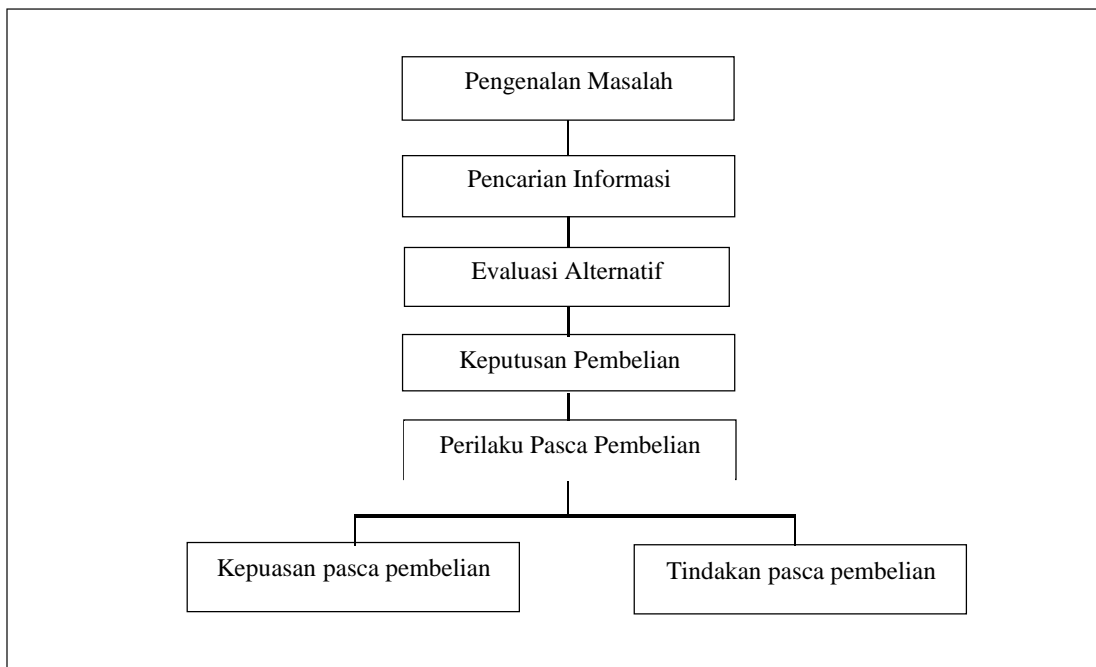 Pengenalan Masalah
Pencarian Informasi
Evaluasi Alternatif
Keputusan Pembelian
Perilaku Pasca Pembelian
Kepuasan pasca pembelian
Tindakan pasca pembelian